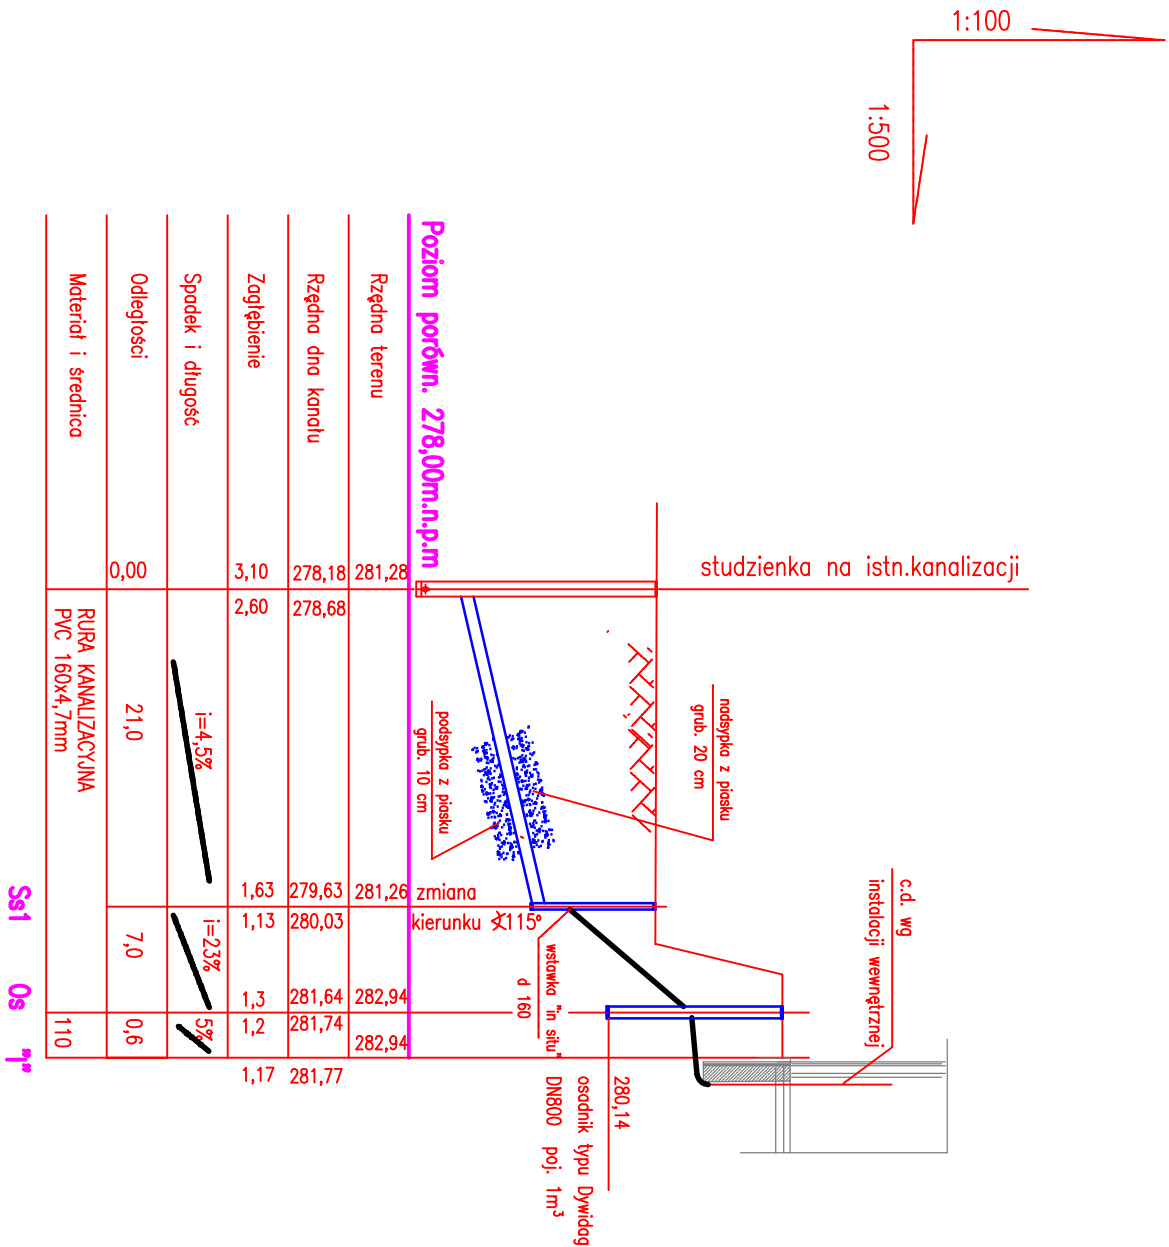 1:100
1:500
studzienka na istn.kanalizacji
nadsypka z piasku
grub. 20 cm
podsypka z piasku
grub. 10 cm
c.d. wg
instalacji wewnętrznej
wstawka "in situ"
d 160
280,14
osadnik typu Dywidag
DN800 poj. 1m³
zmiana
kierunku ∢115°
Poziom porówn. 278,00m.n.p.m
Rzędna terenu
281,28
281,26
282,94
282,94
Rzędna dna kanału
278,18
278,68
279,63
280,03
281,64
281,74
281,77
Zagłębienie
3,10
2,60
1,63
1,13
1,3
1,2
1,17
Spadek i długość
i=4,5%
i=23%
5%
Odległości
0,00
21,0
7,0
0,6
Materiał i średnica
RURA KANALIZACYJNA
PVC 160x4,7mm
110
Ss1 Os "1"